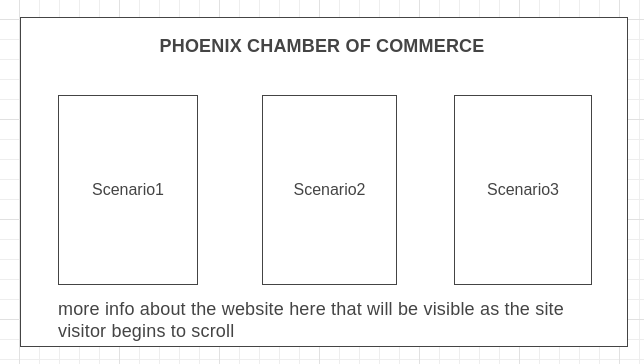 PHOENIX CHAMBER OF COMMERCE
Scenario1
Scenario2
Scenario3
more info about the website here that will be visible as the site
visitor begins to scroll